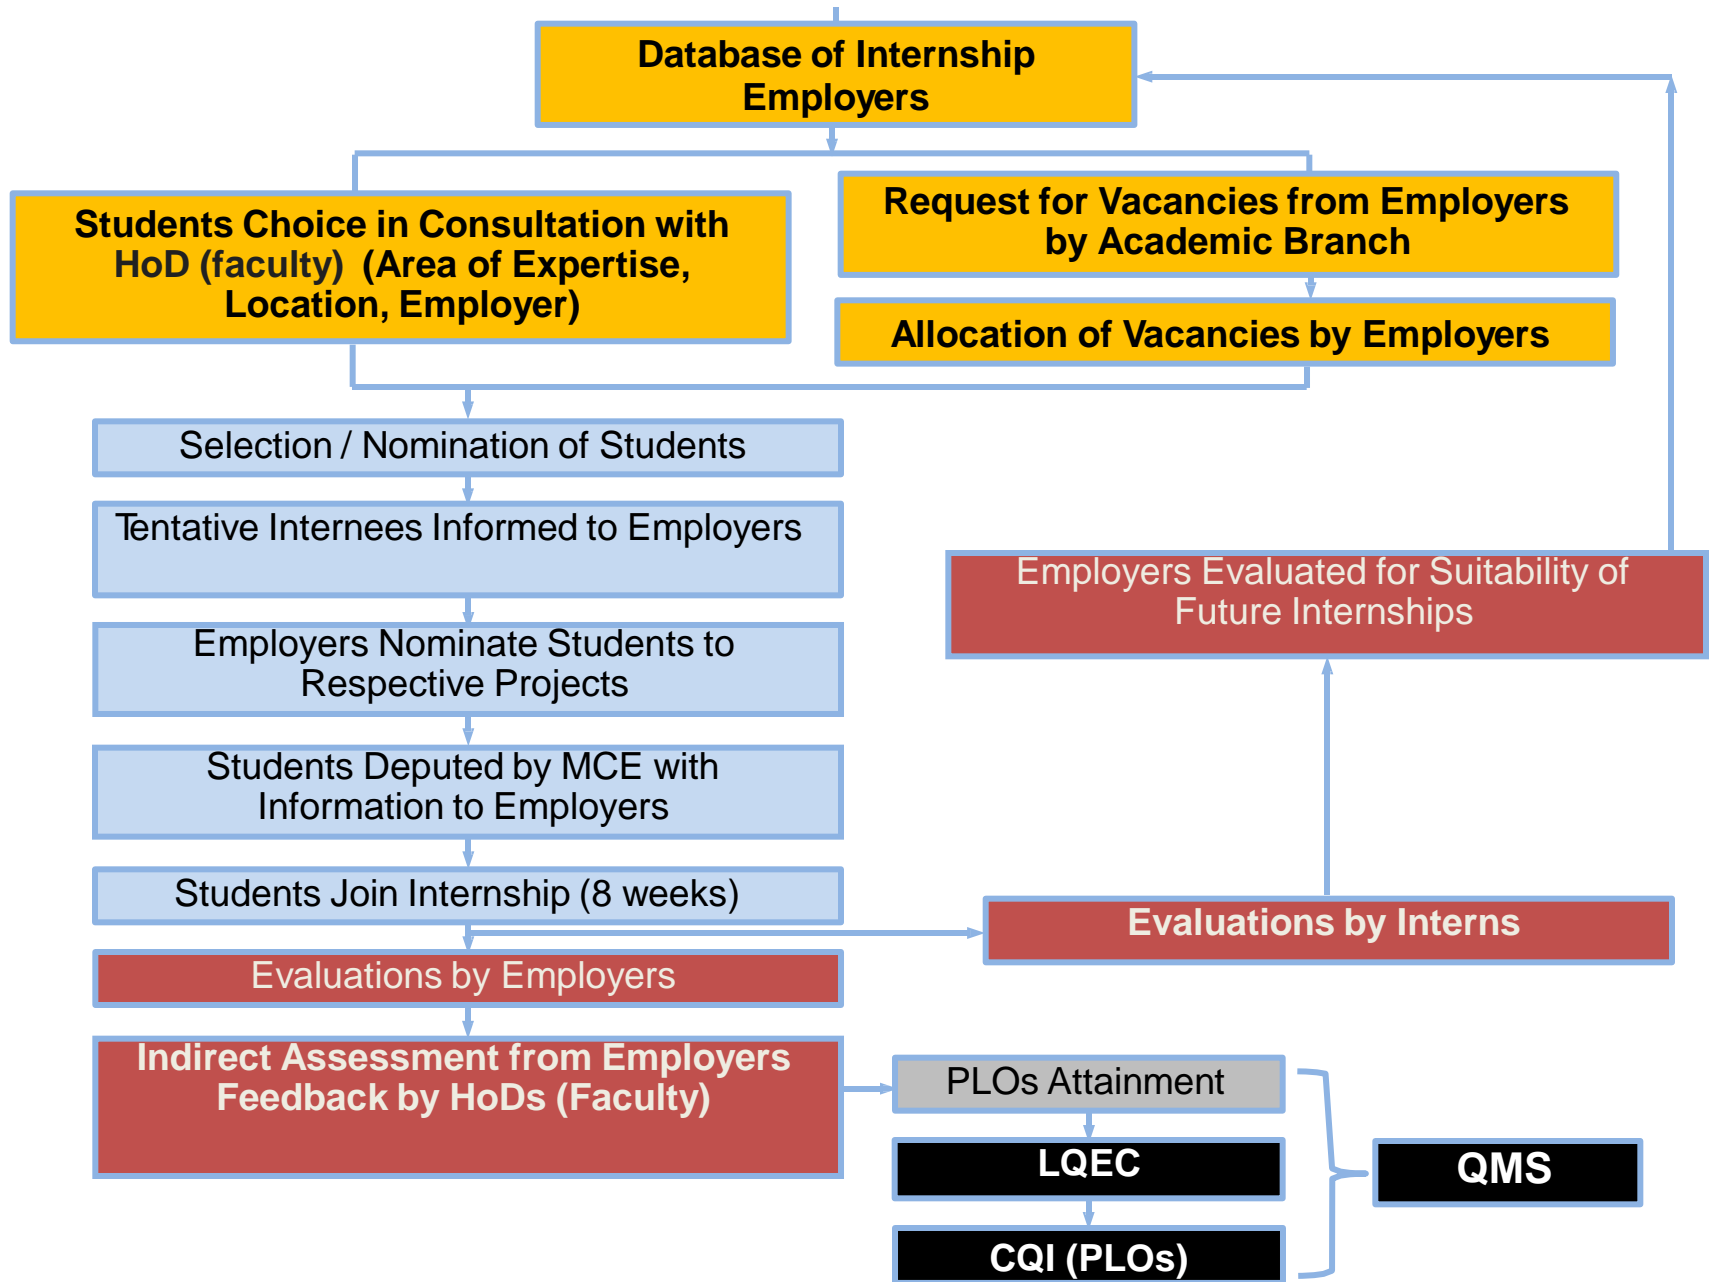 Database of Internship
Employers
Students Choice in Consultation with
HoD (faculty) (Area of Expertise,
Location, Employer)
Request for Vacancies from Employers
by Academic Branch
Allocation of Vacancies by Employers
Selection / Nomination of Students
Tentative Internees Informed to Employers
Employers Nominate Students to
Respective Projects
Students Deputed by MCE with
Information to Employers
Students Join Internship (8 weeks)
Evaluations by Employers
Indirect Assessment from Employers
Feedback by HoDs (Faculty)
Employers Evaluated for Suitability of
Future Internships
Evaluations by Interns
PLOs Attainment
LQEC
CQI (PLOs)
QMS